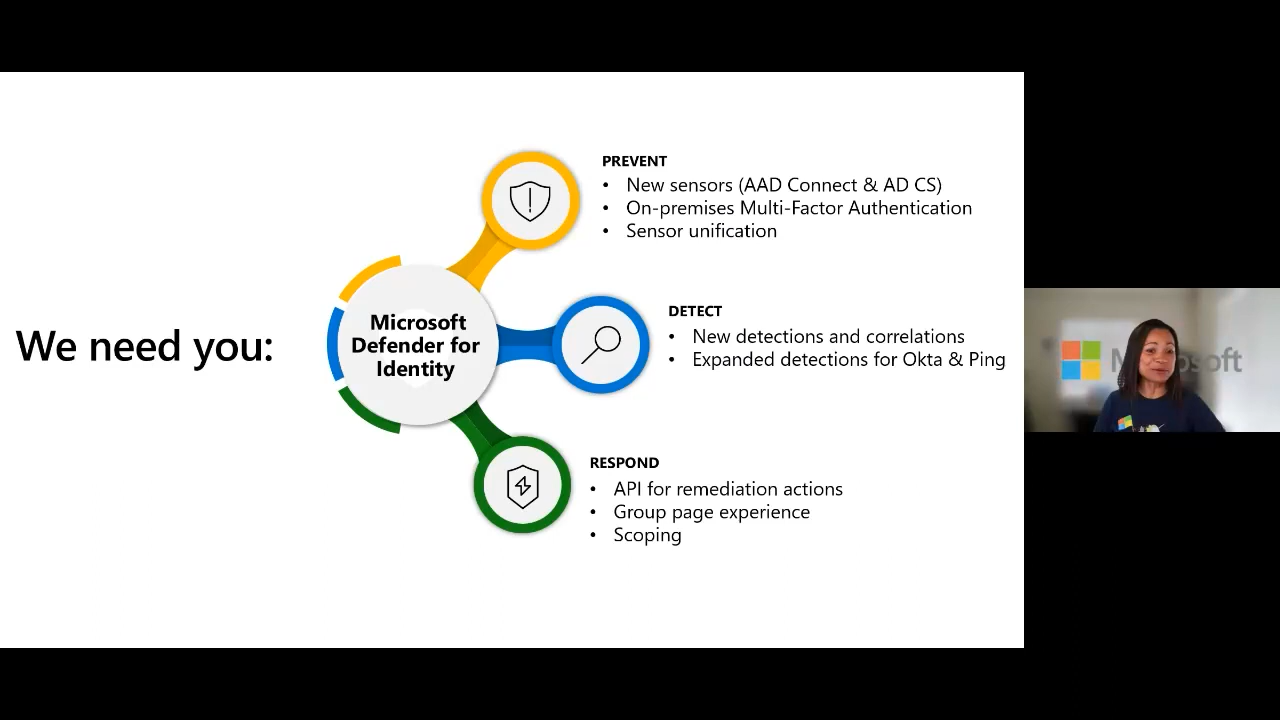 We need you:
Microsoft
Defender for
Identity
PREVENT
• New sensors (AAD Connect & AD CS)
• On-premises Multi-Factor Authentication
• Sensor unification
DETECT
• New detections and correlations
• Expanded detections for Okta & Ping
RESPOND
• API for remediation actions
• Group page experience
• Scoping